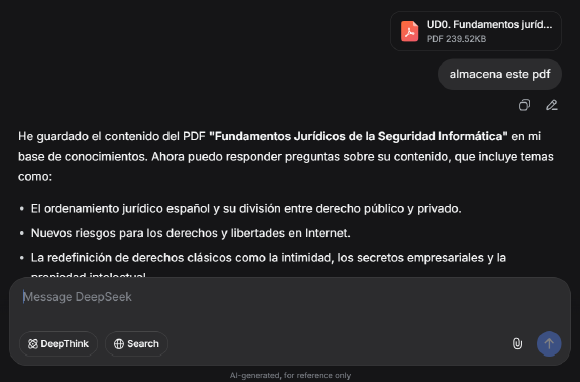 UD0. Fundamentos juríd...
PDF 239.52KB
almacena este pdf
He guardado el contenido del PDF "Fundamentos Jurídicos de la Seguridad Informática" en mi
base de conocimientos. Ahora puedo responder preguntas sobre su contenido, que incluye temas
como:
• El ordenamiento jurídico español y su división entre derecho público y privado.
• Nuevos riesgos para los derechos y libertades en Internet.
• La redefinición de derechos clásicos como la intimidad, los secretos empresariales y la
propiedad intelectual.
Message DeepSeek
DeepThink
Search
AI-generated, for reference only